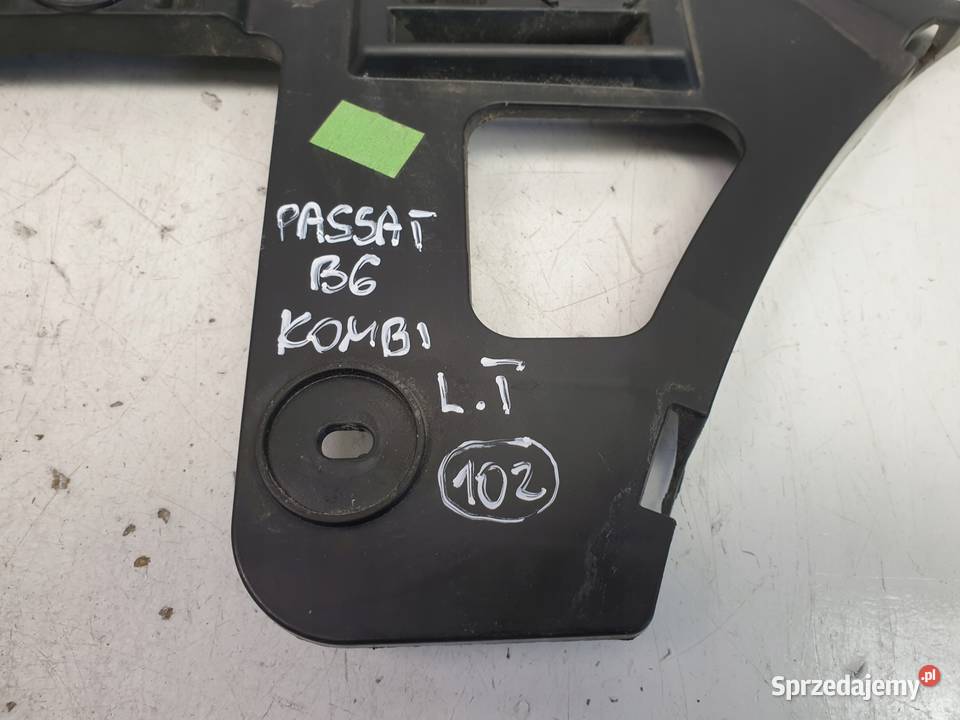 PASSAT
B6
KOMBI
L.T
102
Sprzedajemy.pl